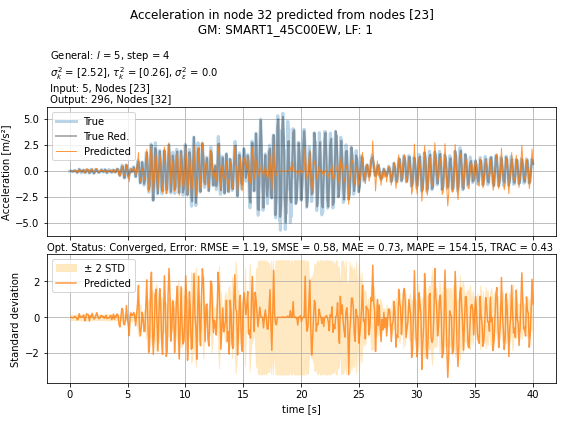 Acceleration in node 32 predicted from nodes [23]
GM: SMART1_45C00EW, LF: 1
General: l = 5, step = 4
σ²ₖ = [2.52], τ²ₖ = [0.26], σ²ε = 0.0
Input: 5, Nodes [23]
Output: 296, Nodes [32]
Acceleration [m/s²]
5.0
2.5
0.0
−2.5
−5.0
True
True Red.
Predicted
Opt. Status: Converged, Error: RMSE = 1.19, SMSE = 0.58, MAE = 0.73, MAPE = 154.15, TRAC = 0.43
Standard deviation
2
0
−2
± 2 STD
Predicted
0 5 10 15 20 25 30 35 40
time [s]